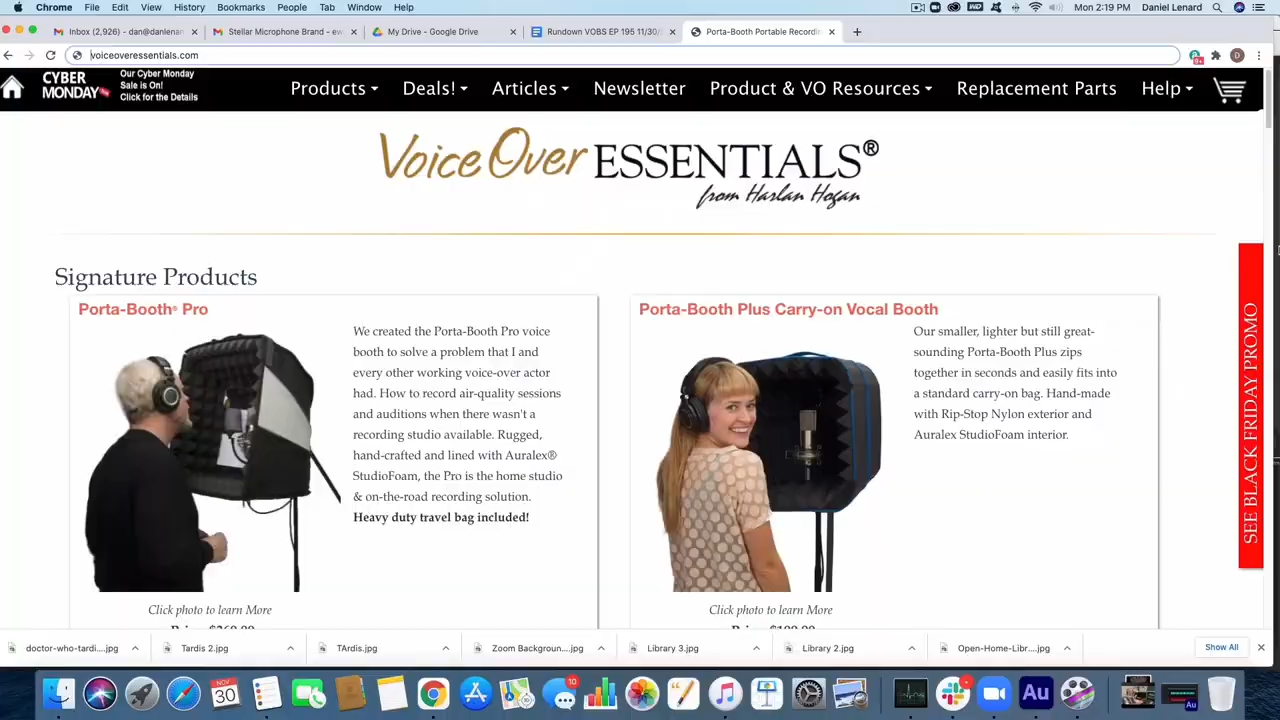 Chrome File Edit View History Bookmarks People Tab Window Help
Mon 2:19 PM Daniel Lenard
Inbox (2,926) - dan@danlenar
Stellar Microphone Brand - ew
My Drive - Google Drive
Rundown VOBS EP 195 11/30/
Porta-Booth Portable Recordin
voiceoveressentials.com
CYBER
MONDAY
Our Cyber Monday
Sale is On!
Click for the Details
Products Deals! Articles Newsletter Product & VO Resources Replacement Parts Help
VoiceOver ESSENTIALS®
from Harlan Hogan
Signature Products
Porta-Booth® Pro
We created the Porta-Booth Pro voice
booth to solve a problem that I and
every other working voice-over actor
had. How to record air-quality sessions
and auditions when there wasn't a
recording studio available. Rugged,
hand-crafted and lined with Auralex®
StudioFoam, the Pro is the home studio
& on-the-road recording solution.
Heavy duty travel bag included!
Click photo to learn More
Porta-Booth Plus Carry-on Vocal Booth
Our smaller, lighter but still great-
sounding Porta-Booth Plus zips
together in seconds and easily fits into
a standard carry-on bag. Hand-made
with Rip-Stop Nylon exterior and
Auralex StudioFoam interior.
Click photo to learn More
SEE BLACK FRIDAY PROMO
doctor-who-tardi....jpg
Tardis 2.jpg
TArdis.jpg
Zoom Backgroun....jpg
Library 3.jpg
Library 2.jpg
Open-Home-Libr....jpg
Show All
NOV
30
10
Au
Au